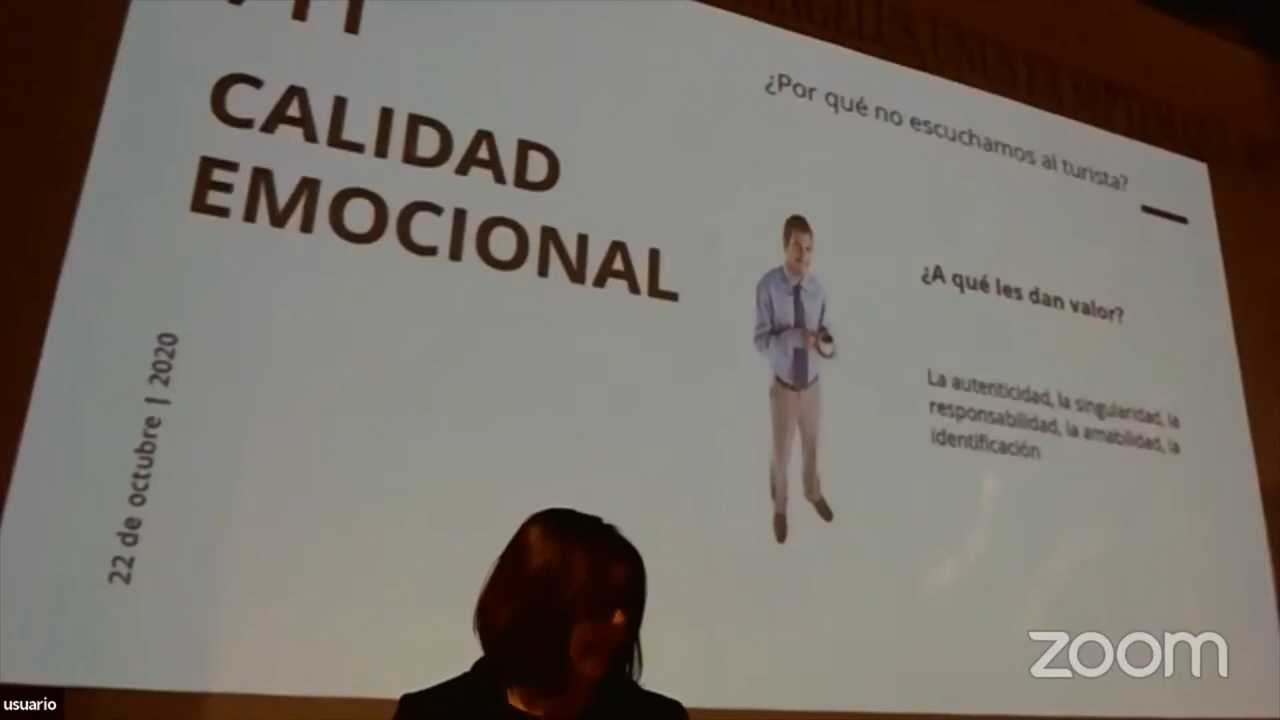 CALIDAD
EMOCIONAL
22 de octubre | 2020
¿Por qué no escuchamos al turista?
¿A qué les dan valor?
La autenticidad, la singularidad, la
responsabilidad, la amabilidad, la
identificación
zoom
usuario